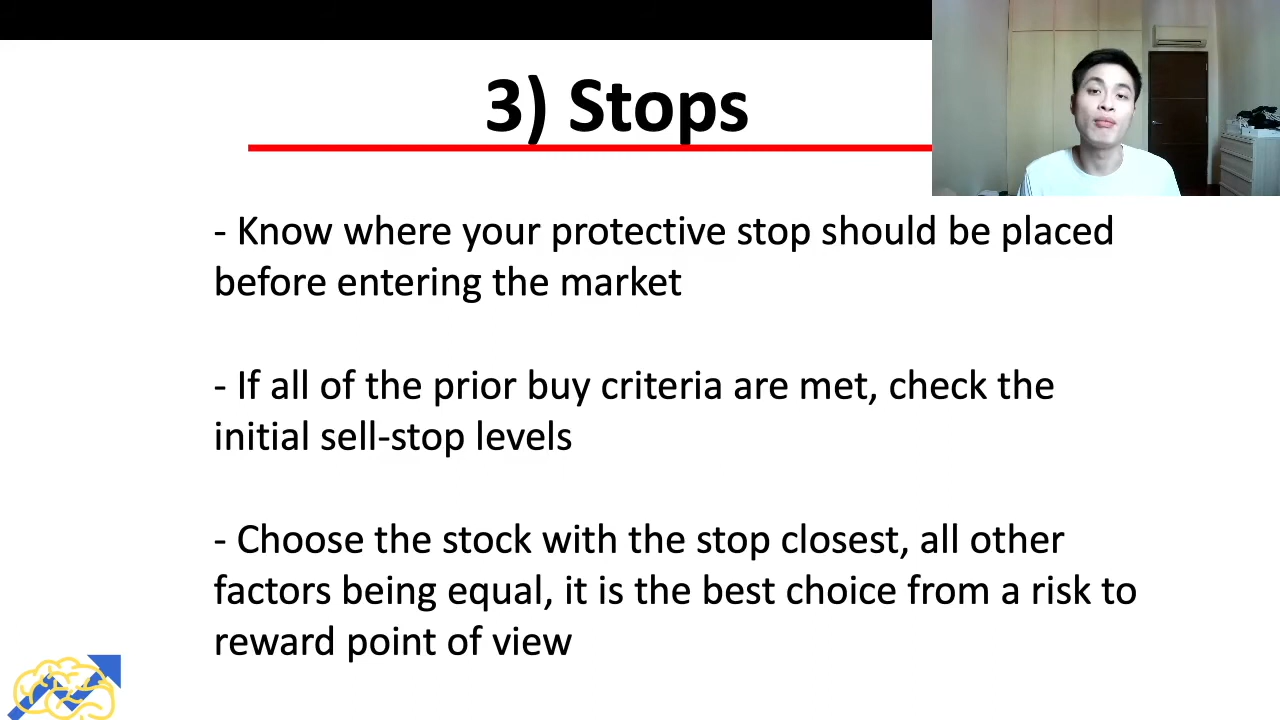 3) Stops
- Know where your protective stop should be placed
before entering the market
- If all of the prior buy criteria are met, check the
initial sell-stop levels
- Choose the stock with the stop closest, all other
factors being equal, it is the best choice from a risk to
reward point of view